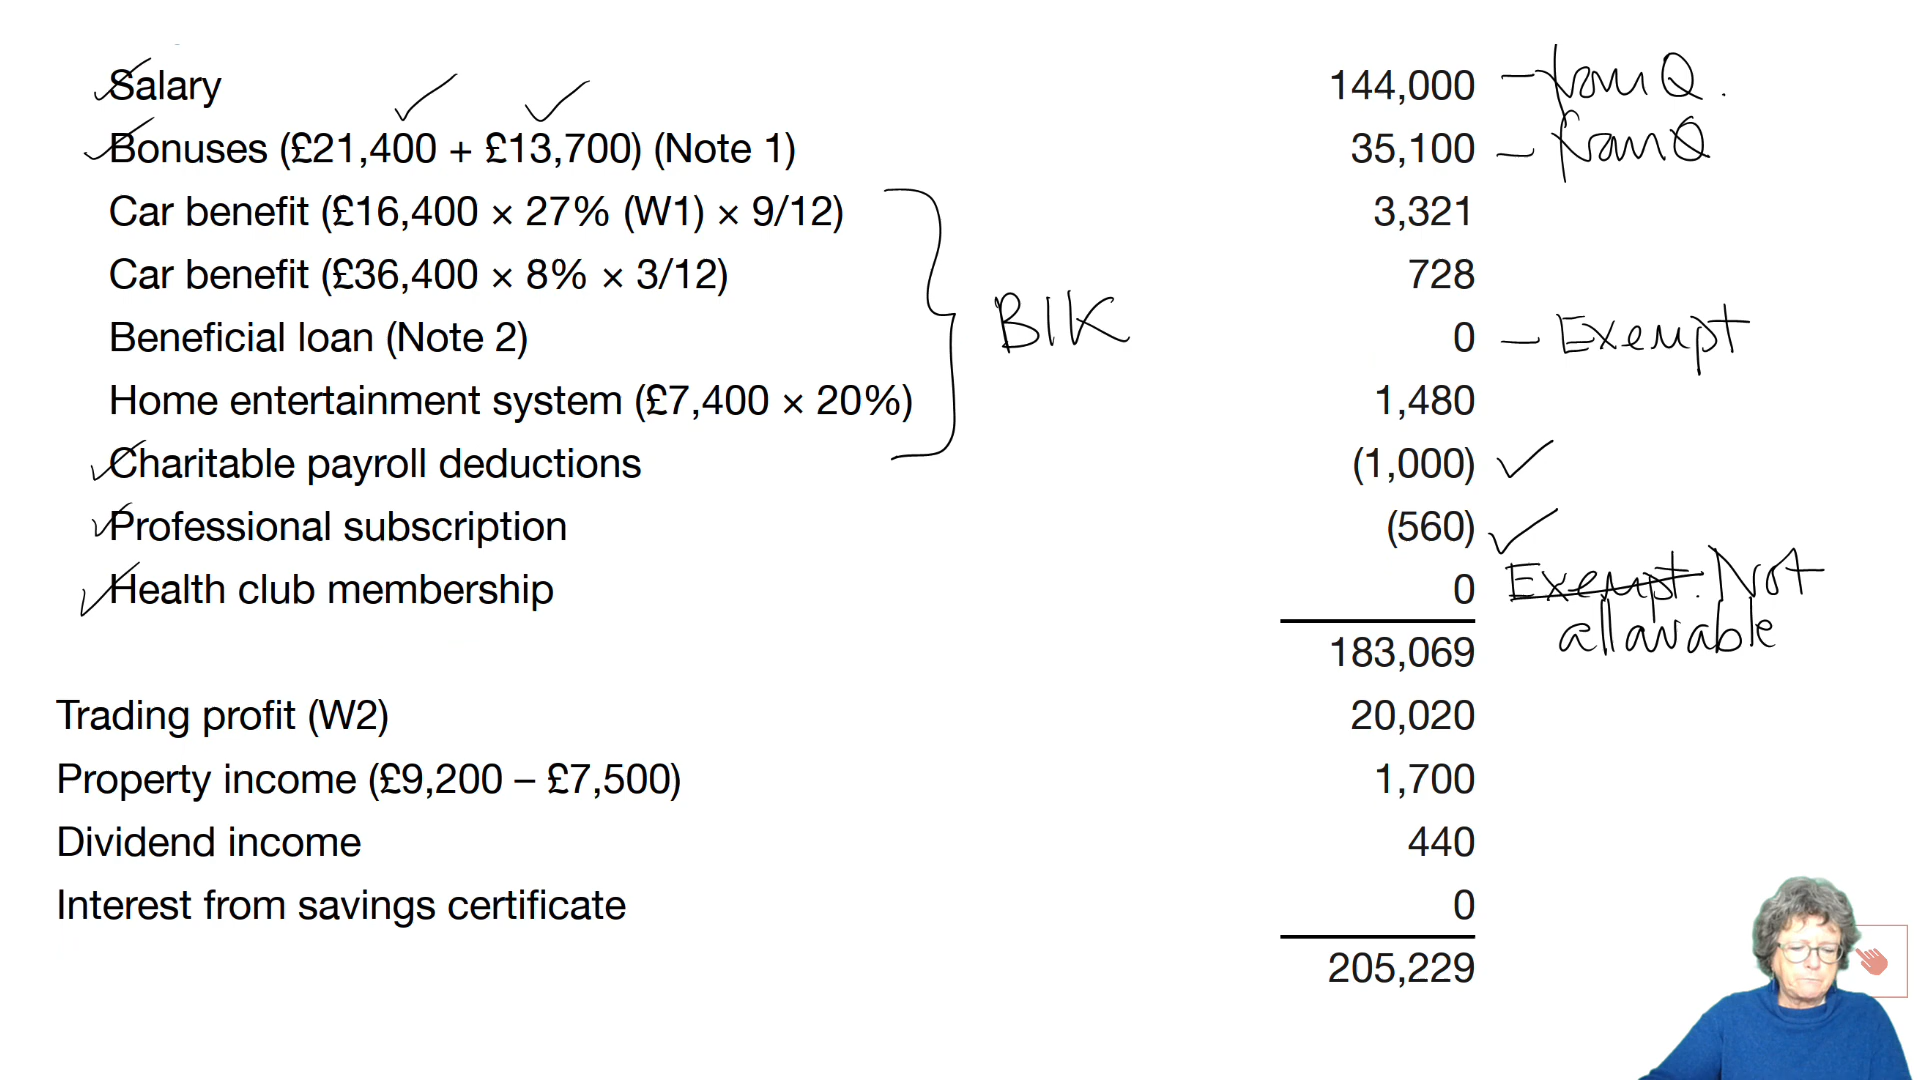 Salary 144,000 – from Q.
Bonuses (£21,400 + £13,700) (Note 1) 35,100 – from Q
Car benefit (£16,400 × 27% (W1) × 9/12) 3,321
Car benefit (£36,400 × 8% × 3/12) 728
BIK
Beneficial loan (Note 2) 0 – Exempt
Home entertainment system (£7,400 × 20%) 1,480
Charitable payroll deductions (1,000)
Professional subscription (560)
Health club membership 0 Exempt. Not
allowable
183,069
Trading profit (W2) 20,020
Property income (£9,200 – £7,500) 1,700
Dividend income 440
Interest from savings certificate 0
205,229